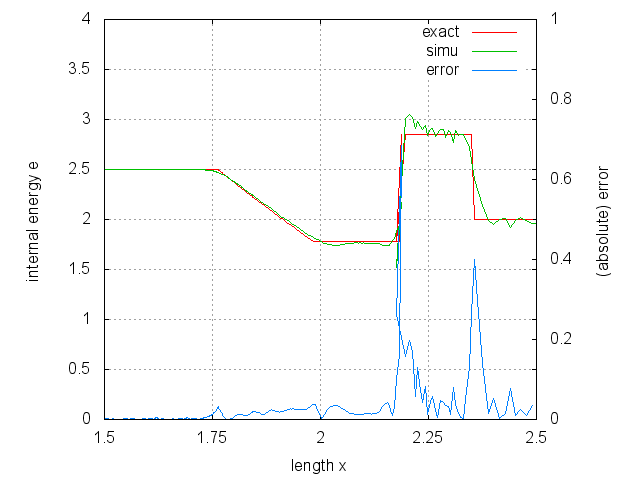 4
3.5
3
2.5
2
1.5
1
0.5
0
1
0.8
0.6
0.4
0.2
0
exact
simu
error
internal energy e
(absolute) error
1.5 1.75 2 2.25 2.5
length x